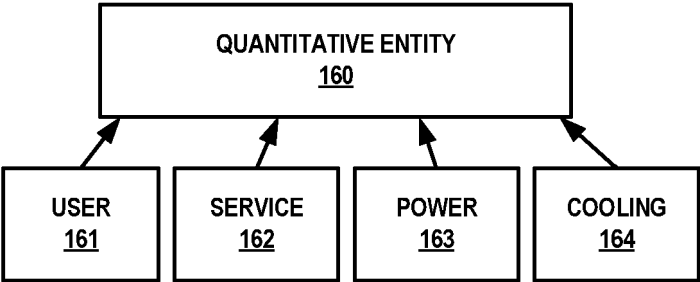 QUANTITATIVE ENTITY
160
USER
161
SERVICE
162
POWER
163
COOLING
164